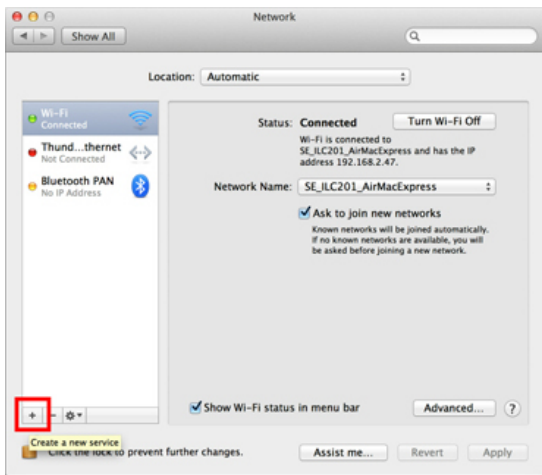 Network
Show All
Location: Automatic
Wi-Fi
Connected
Thund...thernet
Not Connected
Bluetooth PAN
No IP Address
Status: Connected
Turn Wi-Fi Off
Wi-Fi is connected to
SE_ILC201_AirMacExpress and has the IP
address 192.168.2.47.
Network Name: SE_ILC201_AirMacExpress
Ask to join new networks
Known networks will be joined automatically.
If no known networks are available, you will
be asked before joining a new network.
+ −
Show Wi-Fi status in menu bar
Advanced... ?
Create a new service
Click the lock to prevent further changes.
Assist me... Revert Apply